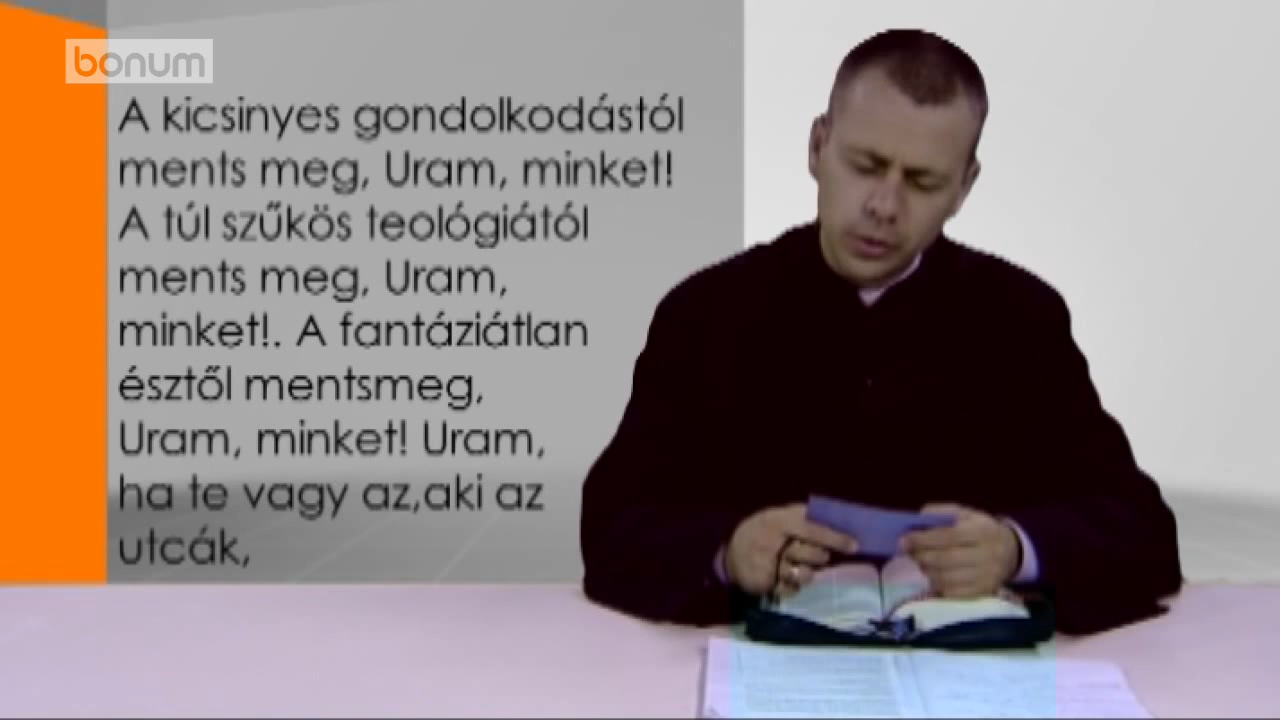 bonum
A kicsinyes gondolkodástól
ments meg, Uram, minket!
A túl szűkös teológiától
ments meg, Uram,
minket!. A fantáziátlan
észtől mentsmeg,
Uram, minket! Uram,
ha te vagy az,aki az
utcák,